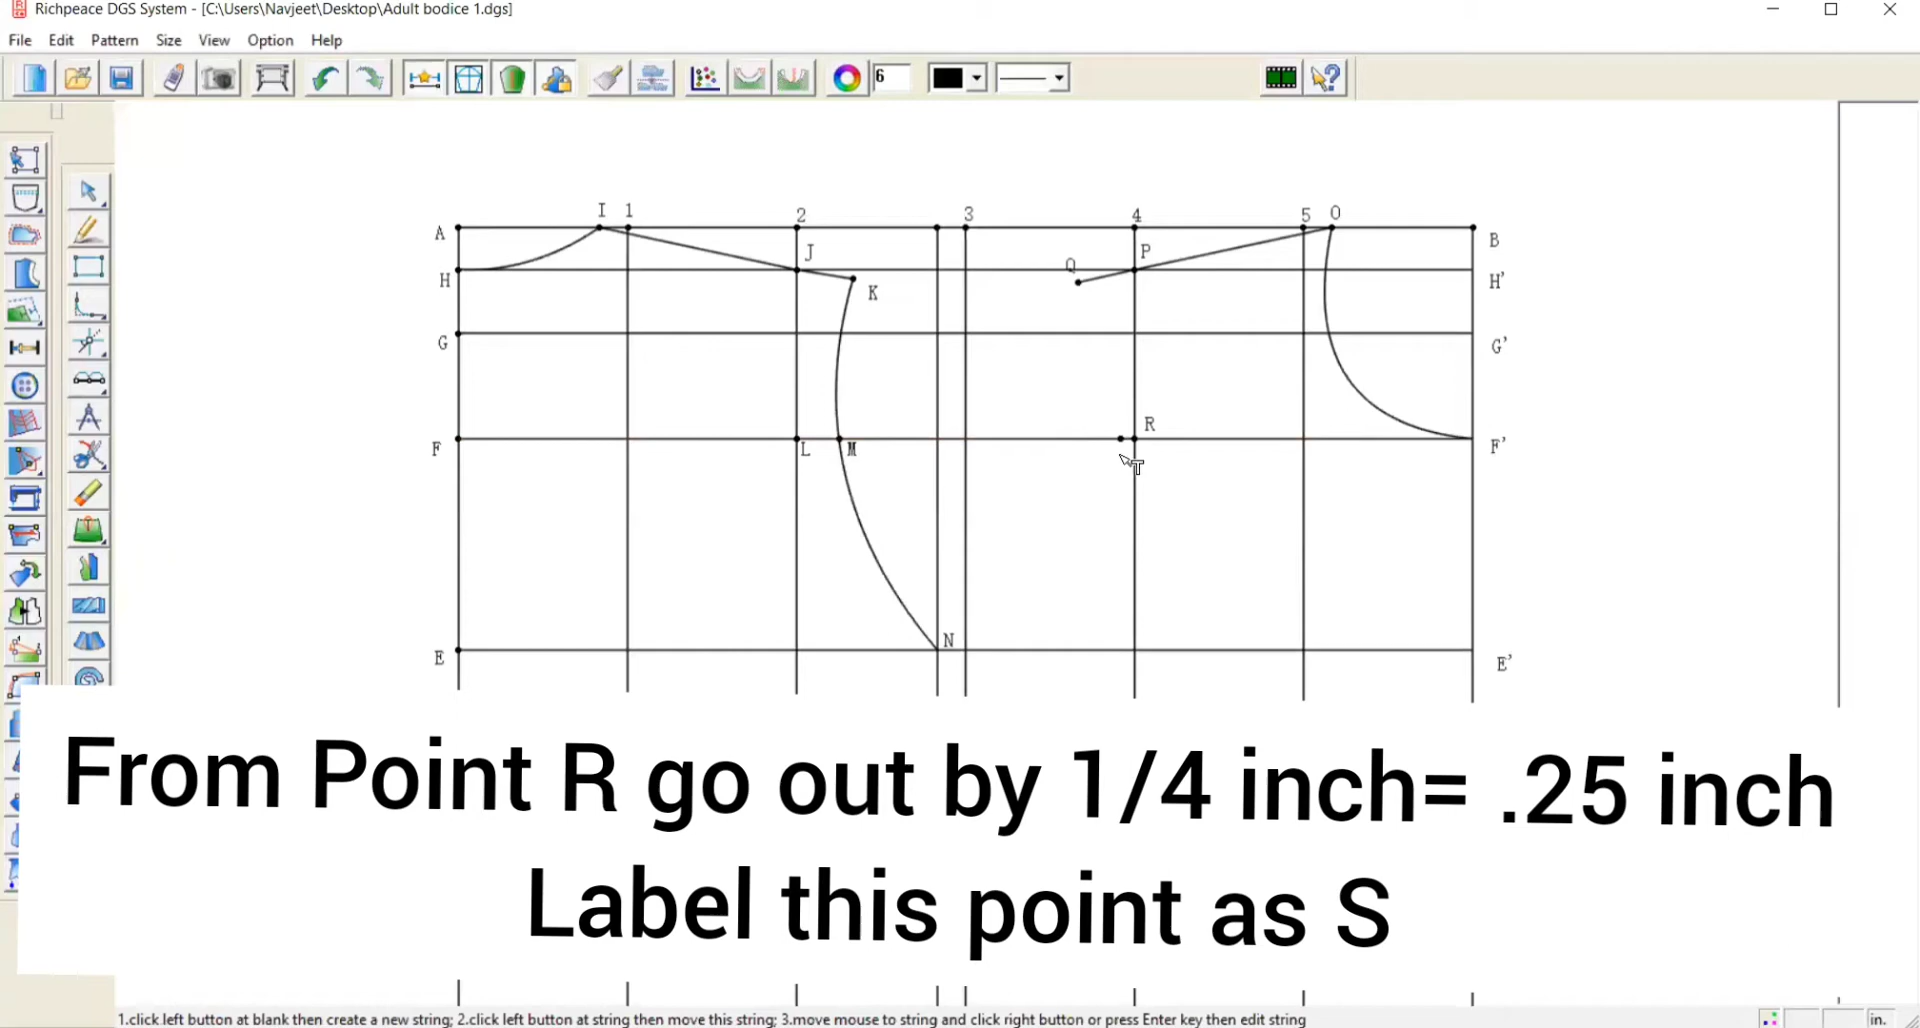 Richpeace DGS System - [C:\Users\Navjeet\Desktop\Adult bodice 1.dgs]
File Edit Pattern Size View Option Help
6
I 1 2 3 4 5 O
A B
J P
H K Q H'
G G'
R
F L M F'
N
E E'
From Point R go out by 1/4 inch= .25 inch
Label this point as S
1.click left button at blank then create a new string; 2.click left button at string then move this string; 3.move mouse to string and click right button or press Enter key then edit string
in.